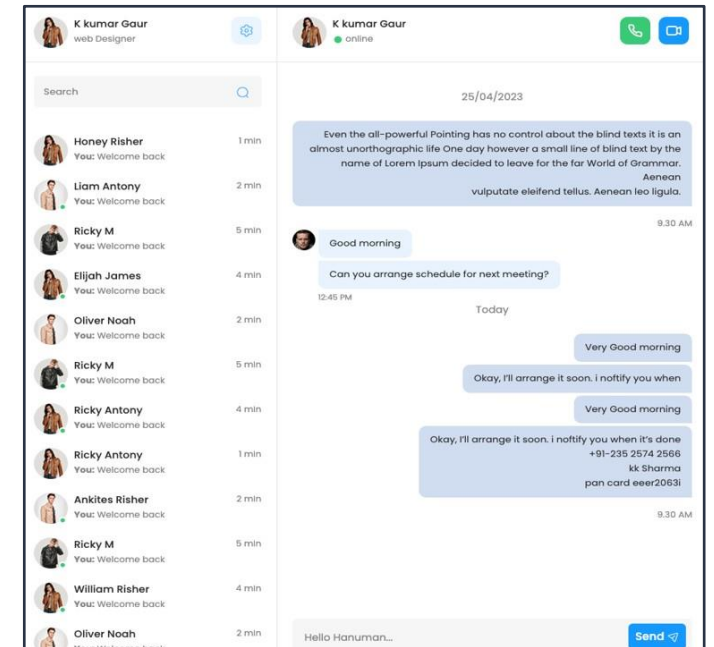 K kumar Gaur
web Designer
Search
Honey Risher
1 min
You: Welcome back
Liam Antony
2 min
You: Welcome back
Ricky M
5 min
You: Welcome back
Elijah James
4 min
You: Welcome back
Oliver Noah
2 min
You: Welcome back
Ricky M
5 min
You: Welcome back
Ricky Antony
4 min
You: Welcome back
Ricky Antony
1 min
You: Welcome back
Ankites Risher
2 min
You: Welcome back
Ricky M
5 min
You: Welcome back
William Risher
4 min
You: Welcome back
Oliver Noah
2 min
K kumar Gaur
online
25/04/2023
Even the all-powerful Pointing has no control about the blind texts it is an
almost unorthographic life One day however a small line of blind text by the
name of Lorem Ipsum decided to leave for the far World of Grammar.
Aenean
vulputate eleifend tellus. Aenean leo ligula.
9.30 AM
Good morning
Can you arrange schedule for next meeting?
12:45 PM
Today
Very Good morning
Okay, I'll arrange it soon. i noftify you when
Very Good morning
Okay, I'll arrange it soon. i noftify you when it's done
+91-235 2574 2566
kk Sharma
pan card eeer2063i
9.30 AM
Hello Hanuman...
Send